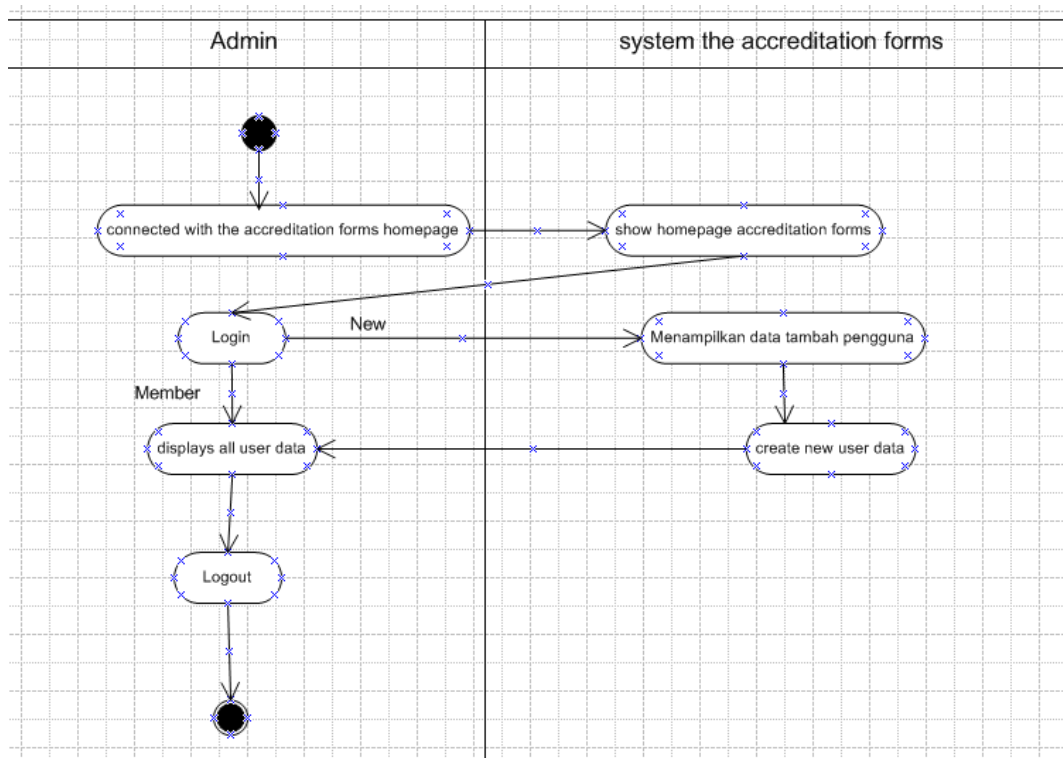 Admin
system the accreditation forms
connected with the accreditation forms homepage
show homepage accreditation forms
Login
New
Menampilkan data tambah pengguna
Member
displays all user data
create new user data
Logout